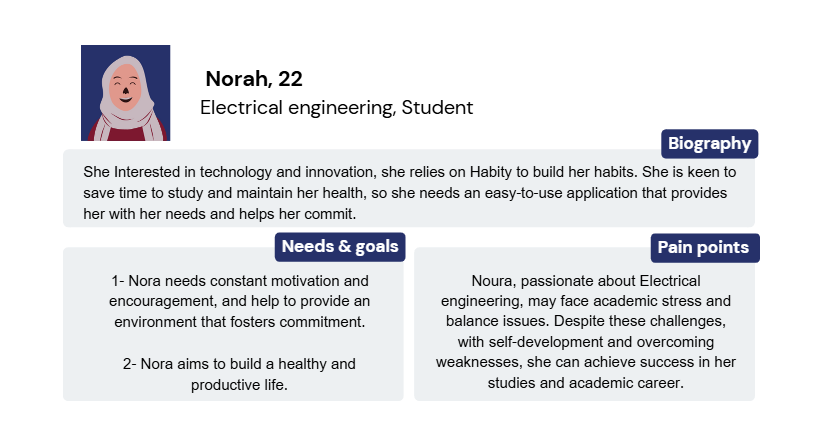 Norah, 22
Electrical engineering, Student
Biography
She Interested in technology and innovation, she relies on Habity to build her habits. She is keen to
save time to study and maintain her health, so she needs an easy-to-use application that provides
her with her needs and helps her commit.
Needs & goals
1- Nora needs constant motivation and
encouragement, and help to provide an
environment that fosters commitment.
2- Nora aims to build a healthy and
productive life.
Pain points
Noura, passionate about Electrical
engineering, may face academic stress and
balance issues. Despite these challenges,
with self-development and overcoming
weaknesses, she can achieve success in her
studies and academic career.